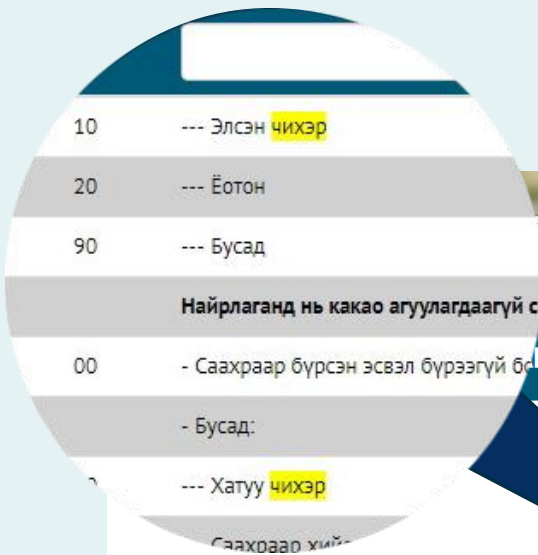 10 --- Элсэн чихэр
20 --- Ёотон
90 --- Бусад
Найрлаганд нь какао агуулагдаагүй
00 - Саахраар бүрсэн эсвэл бүрээгүй
- Бусад:
--- Хатуу чихэр
Саахраар